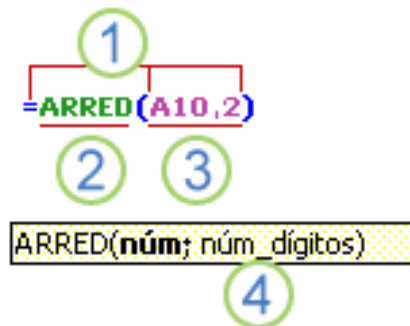 1
=ARRED(A10,2)
2 3
ARRED(núm; núm_dígitos)
4